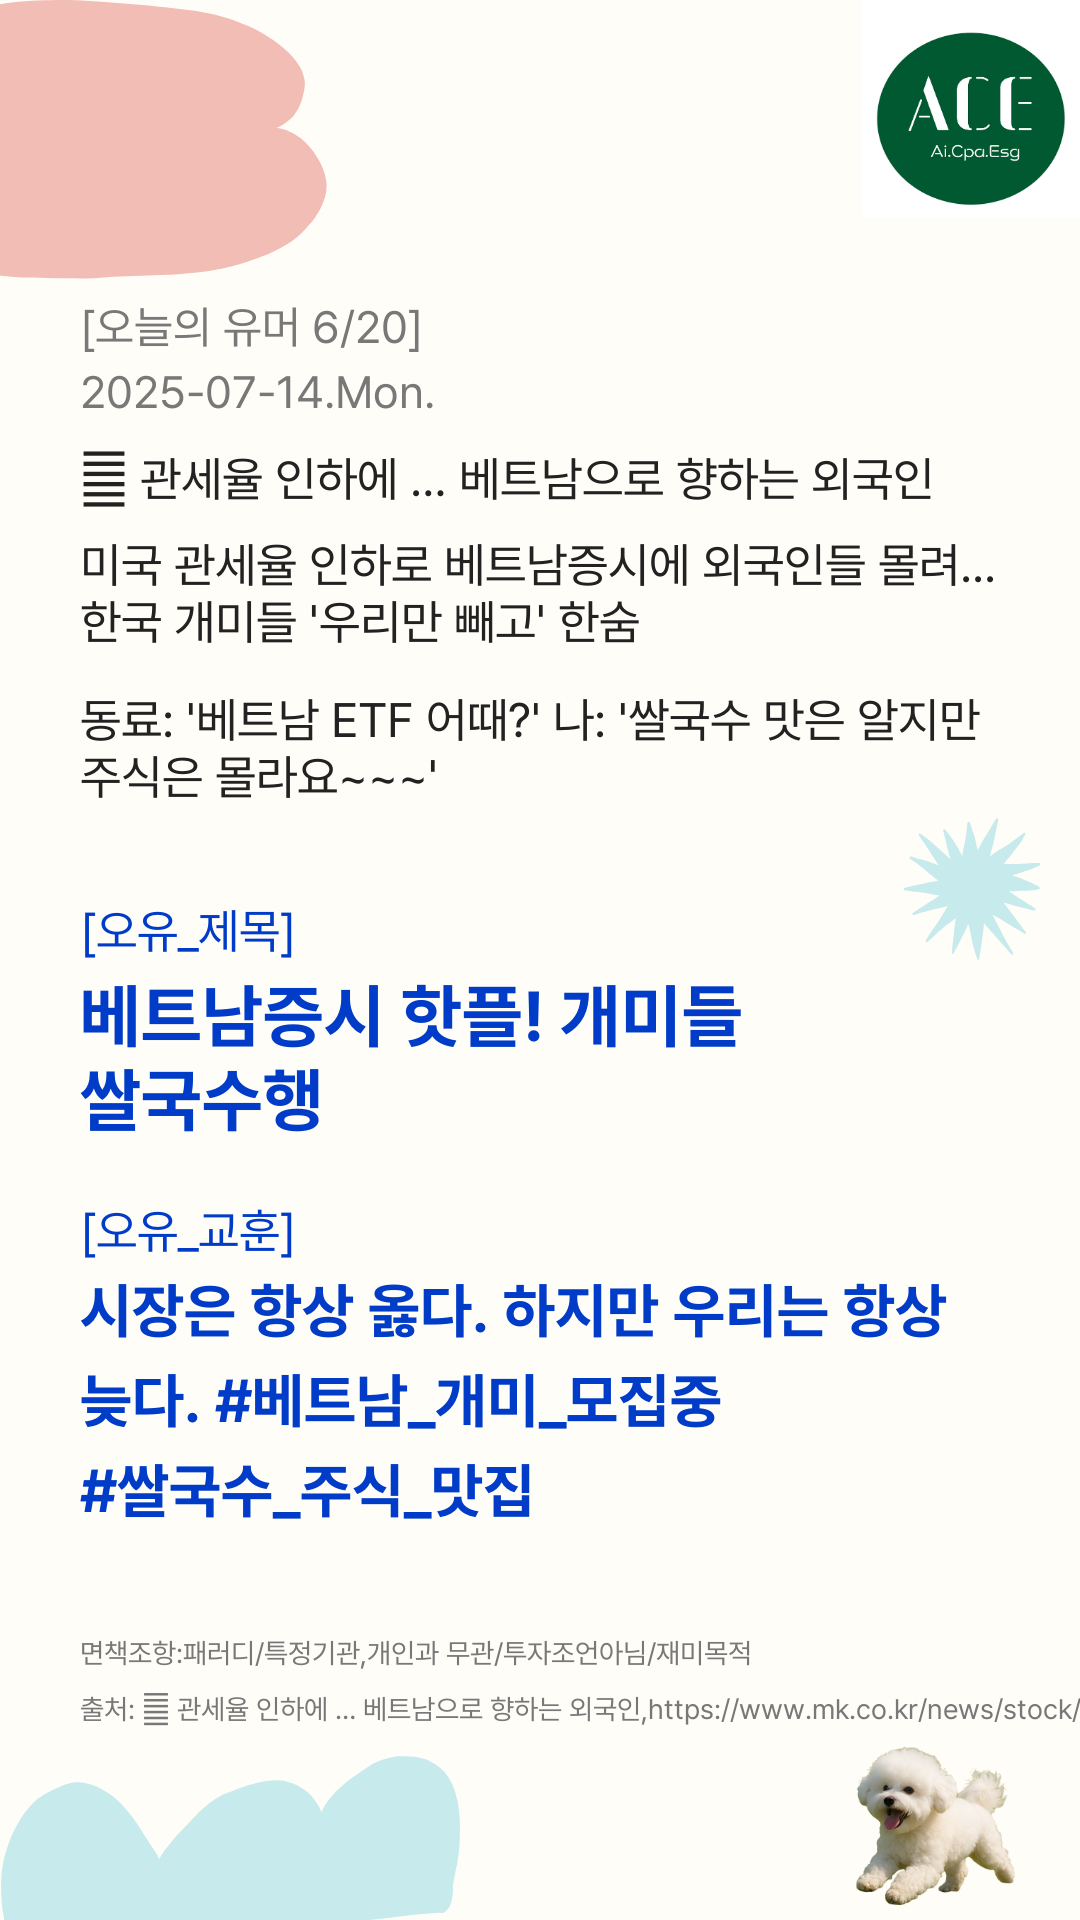 ACE
Ai.Cpa.Esg
[오늘의 유머 6/20]
2025-07-14.Mon.
䷀ 관세율 인하에 ... 베트남으로 향하는 외국인
미국 관세율 인하로 베트남증시에 외국인들 몰려...
한국 개미들 '우리만 빼고' 한숨
동료: '베트남 ETF 어때?' 나: '쌀국수 맛은 알지만
주식은 몰라요~~~'
[오유_제목]
베트남증시 핫플! 개미들
쌀국수행
[오유_교훈]
시장은 항상 옳다. 하지만 우리는 항상
늦다. #베트남_개미_모집중
#쌀국수_주식_맛집
면책조항:패러디/특정기관,개인과 무관/투자조언아님/재미목적
출처: ䷀ 관세율 인하에 ... 베트남으로 향하는 외국인,https://www.mk.co.kr/news/stock/